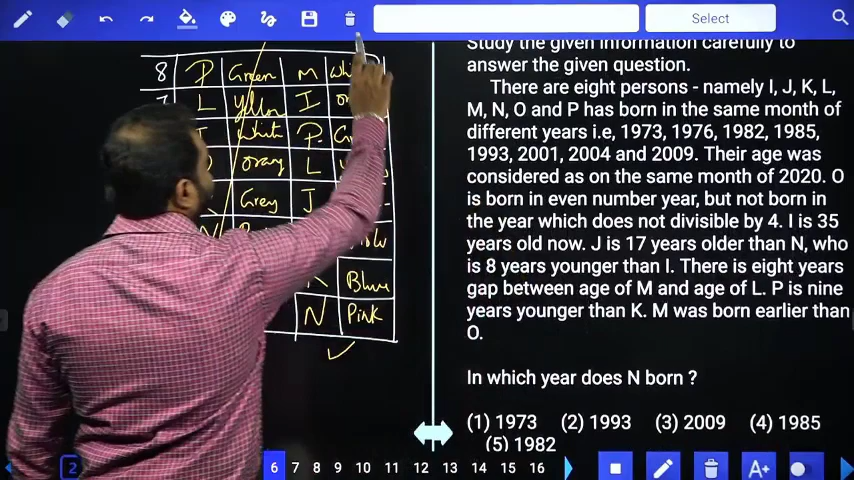 Select
8 P Green M
L yellow I
white P.
orang L
Grey J
N
K Blue
N Pink
Study the given information carefully to
answer the given question.
There are eight persons - namely I, J, K, L,
M, N, O and P has born in the same month of
different years i.e, 1973, 1976, 1982, 1985,
1993, 2001, 2004 and 2009. Their age was
considered as on the same month of 2020. O
is born in even number year, but not born in
the year which does not divisible by 4. I is 35
years old now. J is 17 years older than N, who
is 8 years younger than I. There is eight years
gap between age of M and age of L. P is nine
years younger than K. M was born earlier than
O.
In which year does N born ?
(1) 1973 (2) 1993 (3) 2009 (4) 1985
(5) 1982
2 6 7 8 9 10 11 12 13 14 15 16
A+